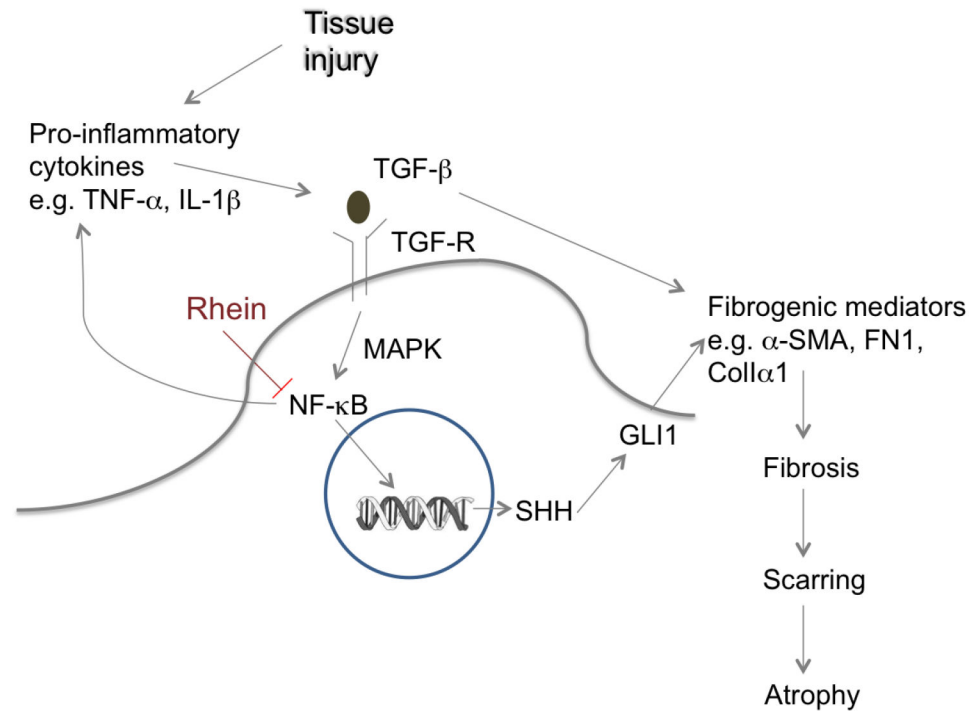 Tissue
injury
Pro-inflammatory
cytokines
e.g. TNF-α, IL-1β
TGF-β
TGF-R
Rhein
MAPK
NF-κB
Fibrogenic mediators
e.g. α-SMA, FN1,
ColIα1
GLI1
SHH
Fibrosis
Scarring
Atrophy